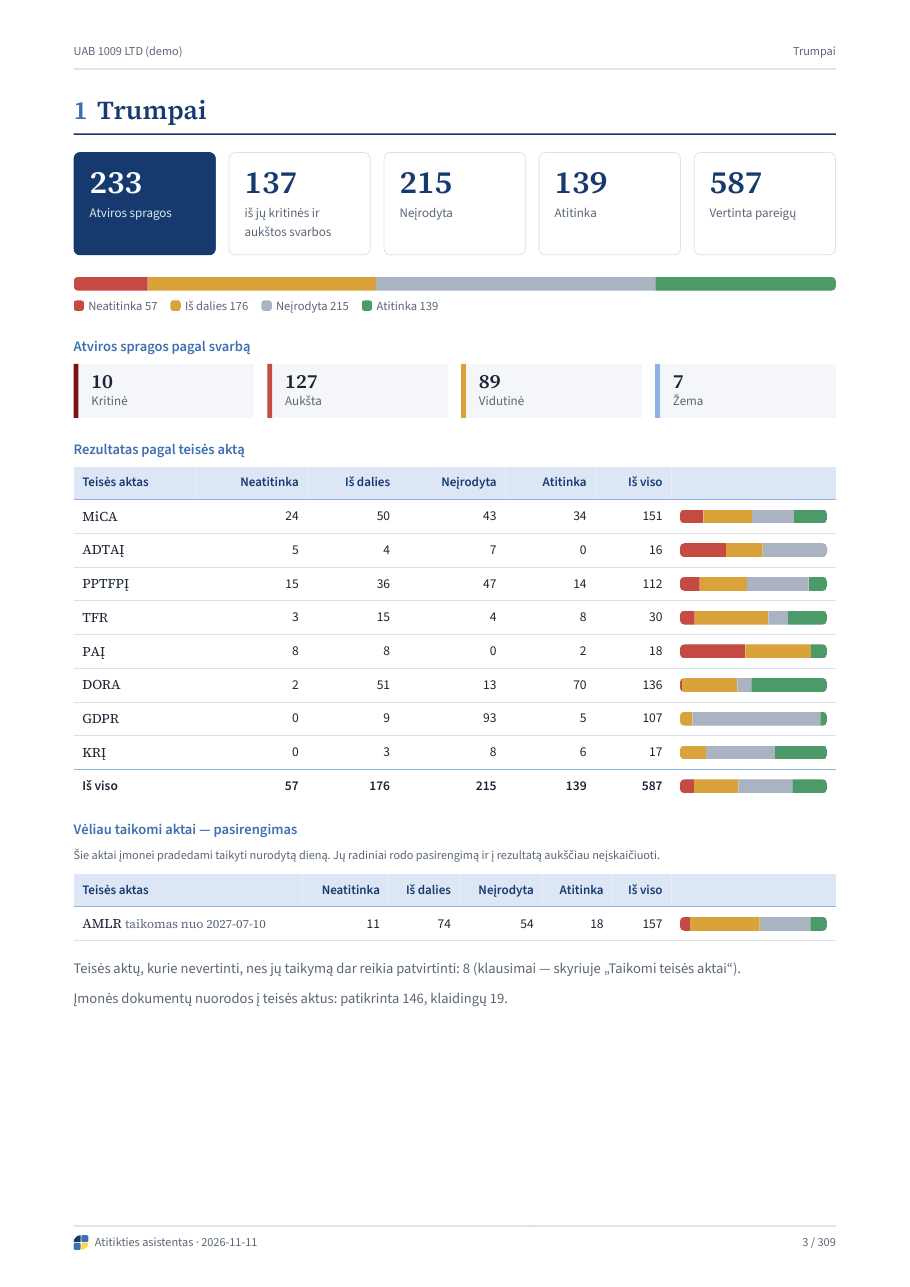 UAB 1009 LTD (demo) Trumpai
1 Trumpai
233 137 215 139 587
Atviros spragos iš jų kritinės ir Neįrodyta Atitinka Vertinta pareigų
aukštos svarbos
Neatitinka 57 Iš dalies 176 Neįrodyta 215 Atitinka 139
Atviros spragos pagal svarbą
10 127 89 7
Kritinė Aukšta Vidutinė Žema
Rezultatas pagal teisės aktą
Teisės aktas Neatitinka Iš dalies Neįrodyta Atitinka Iš viso
MiCA 24 50 43 34 151
ADTAĮ 5 4 7 0 16
PPTFPĮ 15 36 47 14 112
TFR 3 15 4 8 30
PAĮ 8 8 0 2 18
DORA 2 51 13 70 136
GDPR 0 9 93 5 107
KRĮ 0 3 8 6 17
Iš viso 57 176 215 139 587
Vėliau taikomi aktai — pasirengimas
Šie aktai įmonei pradedami taikyti nurodytą dieną. Jų radiniai rodo pasirengimą ir į rezultatą aukščiau neįskaičiuoti.
Teisės aktas Neatitinka Iš dalies Neįrodyta Atitinka Iš viso
AMLR taikomas nuo 2027-07-10 11 74 54 18 157
Teisės aktų, kurie nevertinti, nes jų taikymą dar reikia patvirtinti: 8 (klausimai — skyriuje „Taikomi teisės aktai“).
Įmonės dokumentų nuorodos į teisės aktus: patikrinta 146, klaidingų 19.
Atitikties asistentas · 2026-11-11 3 / 309